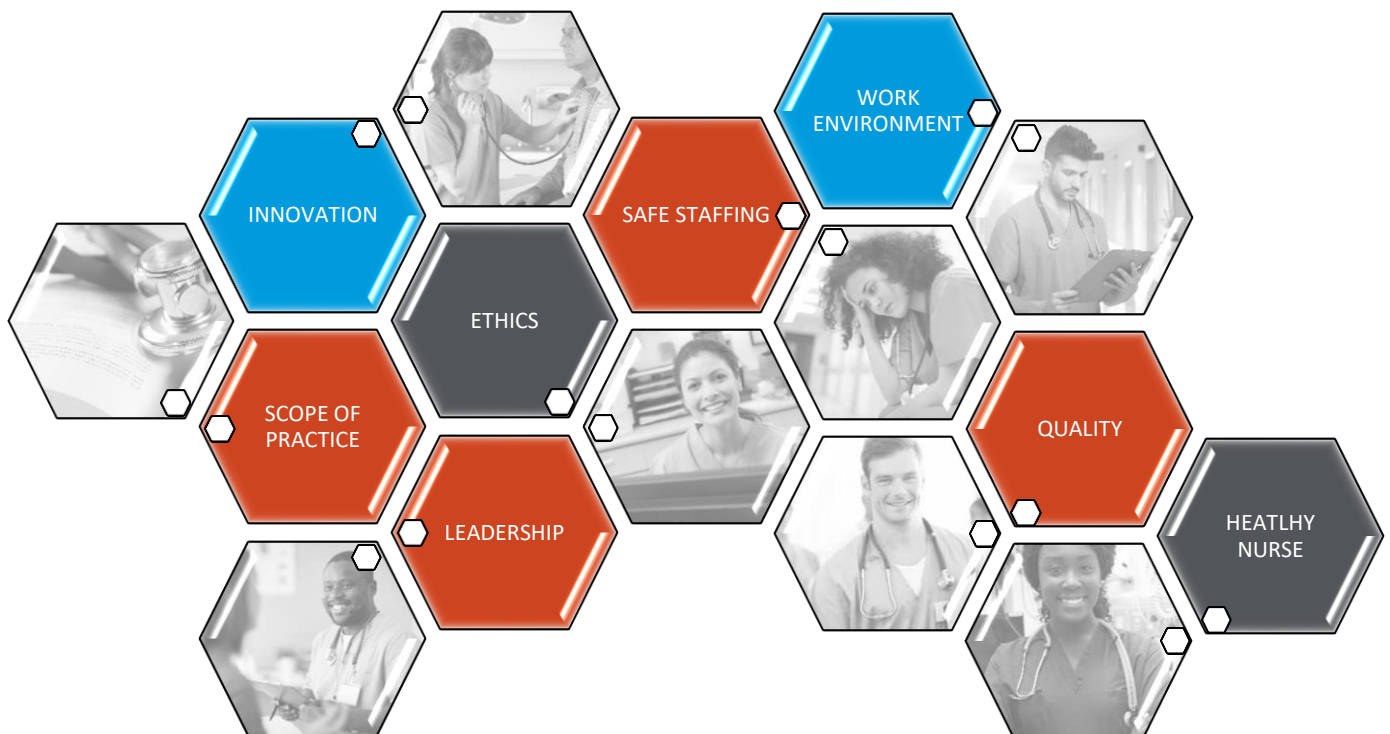 WORK
ENVIRONMENT
INNOVATION
SAFE STAFFING
ETHICS
SCOPE OF
PRACTICE
QUALITY
LEADERSHIP
HEATLHY
NURSE